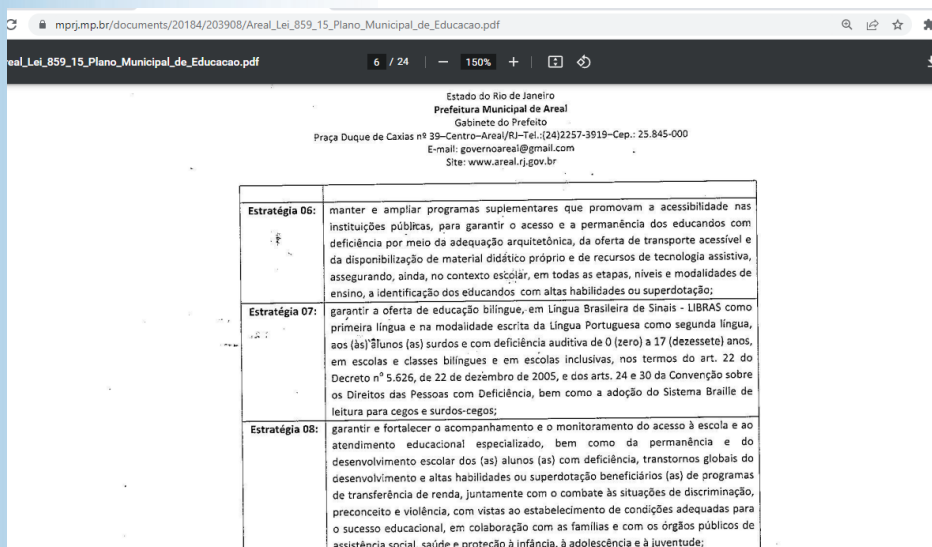 mprj.mp.br/documents/20184/203908/Areal_Lei_859_15_Plano_Municipal_de_Educacao.pdf
real_Lei_859_15_Plano_Municipal_de_Educacao.pdf
6 / 24 | — 150% +
Estado do Rio de Janeiro
Prefeitura Municipal de Areal
Gabinete do Prefeito
Praça Duque de Caxias nº 39–Centro–Areal/RJ–Tel.:(24)2257-3919–Cep.: 25.845-000
E-mail: governoareal@gmail.com
Site: www.areal.rj.gov.br
Estratégia 06: manter e ampliar programas suplementares que promovam a acessibilidade nas
instituições públicas, para garantir o acesso e a permanência dos educandos com
deficiência por meio da adequação arquitetônica, da oferta de transporte acessível e
da disponibilização de material didático próprio e de recursos de tecnologia assistiva,
assegurando, ainda, no contexto escolar, em todas as etapas, níveis e modalidades de
ensino, a identificação dos educandos com altas habilidades ou superdotação;
Estratégia 07: garantir a oferta de educação bilíngue, em Língua Brasileira de Sinais - LIBRAS como
primeira língua e na modalidade escrita da Língua Portuguesa como segunda língua,
aos (às) alunos (as) surdos e com deficiência auditiva de 0 (zero) a 17 (dezessete) anos,
em escolas e classes bilíngues e em escolas inclusivas, nos termos do art. 22 do
Decreto nº 5.626, de 22 de dezembro de 2005, e dos arts. 24 e 30 da Convenção sobre
os Direitos das Pessoas com Deficiência, bem como a adoção do Sistema Braille de
leitura para cegos e surdos-cegos;
Estratégia 08: garantir e fortalecer o acompanhamento e o monitoramento do acesso à escola e ao
atendimento educacional especializado, bem como da permanência e do
desenvolvimento escolar dos (as) alunos (as) com deficiência, transtornos globais do
desenvolvimento e altas habilidades ou superdotação beneficiários (as) de programas
de transferência de renda, juntamente com o combate às situações de discriminação,
preconceito e violência, com vistas ao estabelecimento de condições adequadas para
o sucesso educacional, em colaboração com as famílias e com os órgãos públicos de
assistência social, saúde e proteção à infância, à adolescência e à juventude;